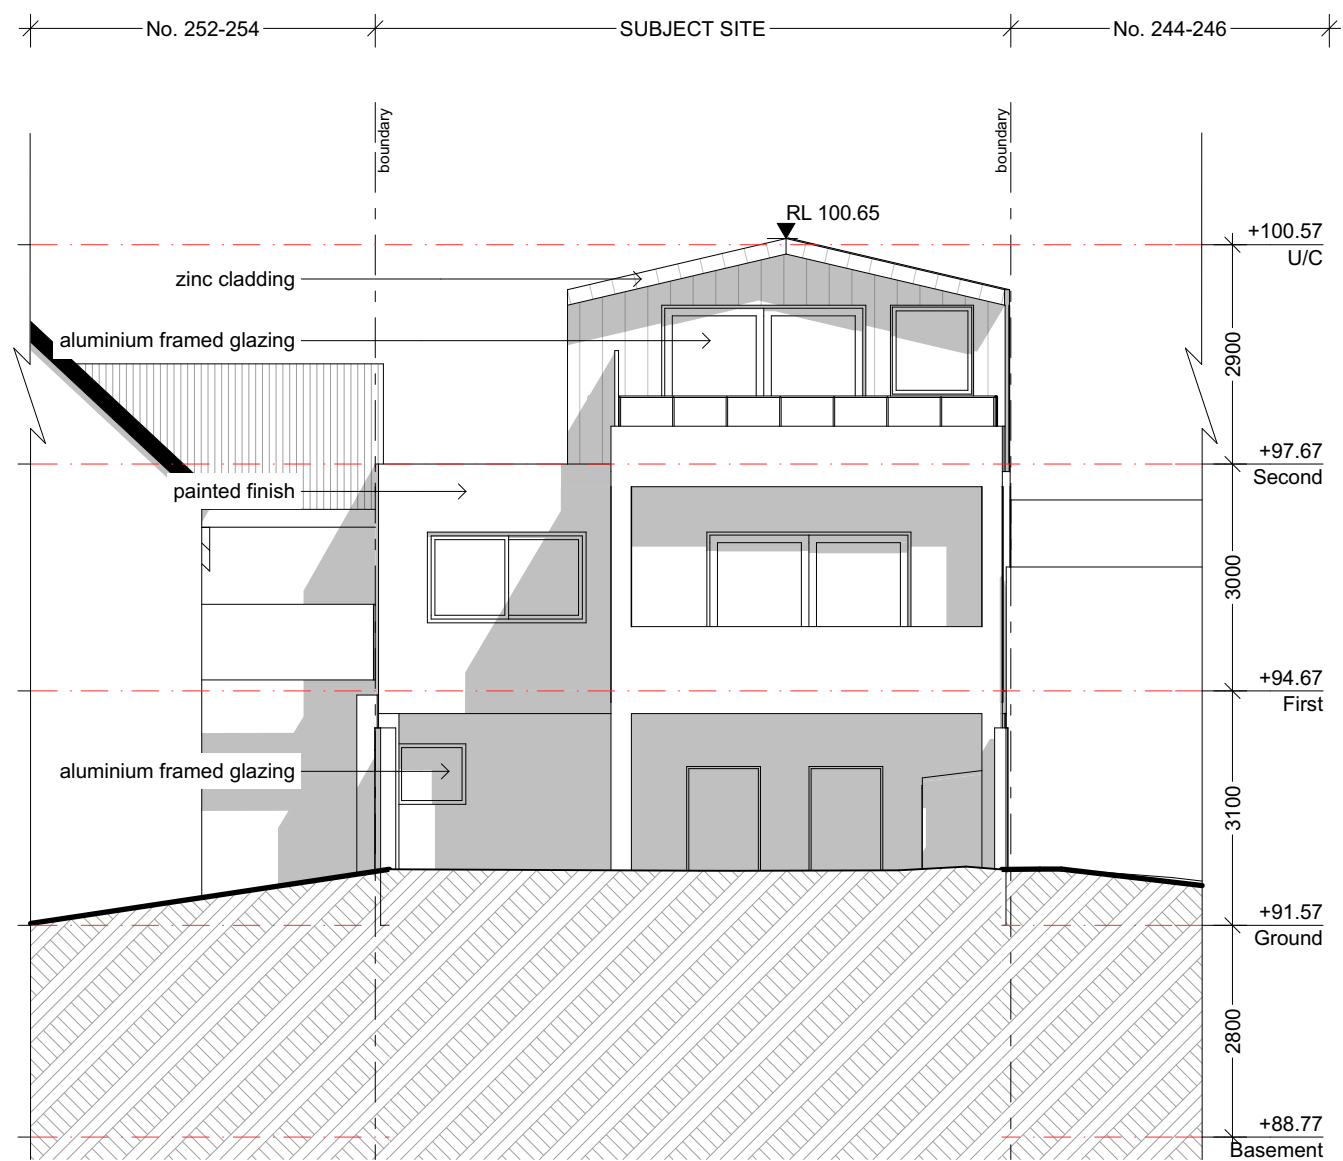 No. 252-254
SUBJECT SITE
No. 244-246
boundary
boundary
RL 100.65
+100.57
U/C
zinc cladding
aluminium framed glazing
2900
+97.67
Second
painted finish
3000
+94.67
First
aluminium framed glazing
3100
+91.57
Ground
2800
+88.77
Basement